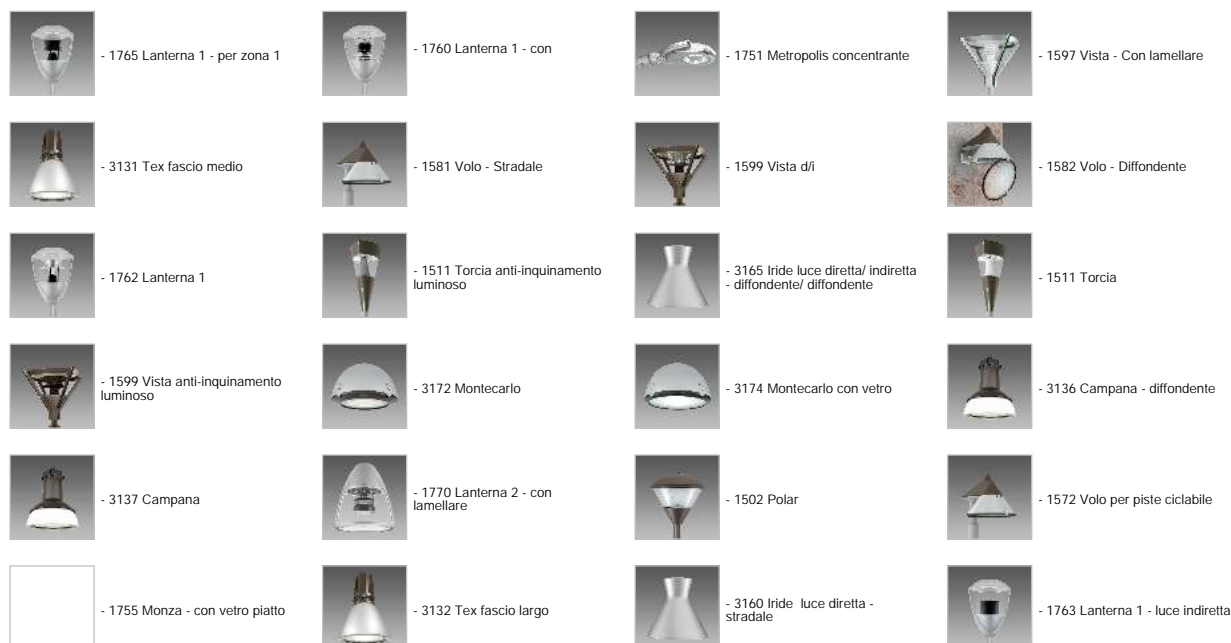 - 1765 Lanterna 1 - per zona 1
- 1760 Lanterna 1 - con
- 1751 Metropolis concentrante
- 1597 Vista - Con lamellare
- 3131 Tex fascio medio
- 1581 Volo - Stradale
- 1599 Vista d/i
- 1582 Volo - Diffondente
- 1762 Lanterna 1
- 1511 Torcia anti-inquinamento
luminoso
- 3165 Iride luce diretta/ indiretta
- diffondente/ diffondente
- 1511 Torcia
- 1599 Vista anti-inquinamento
luminoso
- 3172 Montecarlo
- 3174 Montecarlo con vetro
- 3136 Campana - diffondente
- 3137 Campana
- 1770 Lanterna 2 - con
lamellare
- 1502 Polar
- 1572 Volo per piste ciclabile
- 1755 Monza - con vetro piatto
- 3132 Tex fascio largo
- 3160 Iride  luce diretta -
stradale
- 1763 Lanterna 1 - luce indiretta